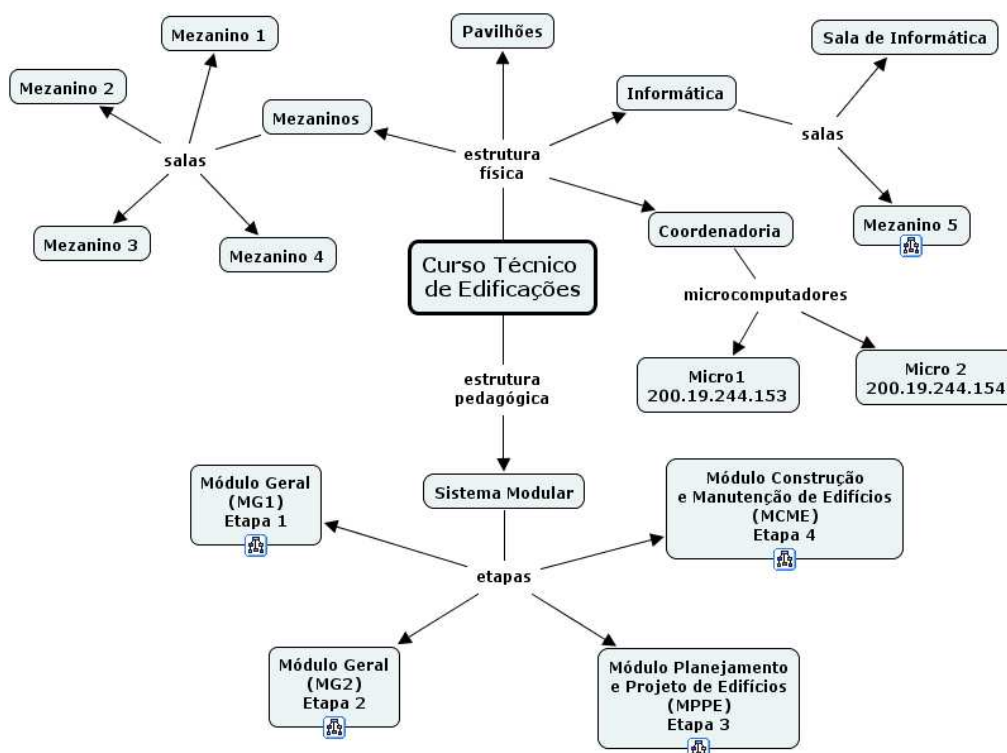 Mezanino 1
Pavilhões
Sala de Informática
Mezanino 2
Mezaninos
Informática
salas
estrutura
física
salas
Mezanino 3
Mezanino 4
Coordenadoria
Mezanino 5
Curso Técnico
de Edificações
microcomputadores
Micro1
200.19.244.153
Micro 2
200.19.244.154
estrutura
pedagógica
Sistema Modular
Módulo Geral
(MG1)
Etapa 1
Módulo Construção
e Manutenção de Edifícios
(MCME)
Etapa 4
etapas
Módulo Geral
(MG2)
Etapa 2
Módulo Planejamento
e Projeto de Edifícios
(MPPE)
Etapa 3